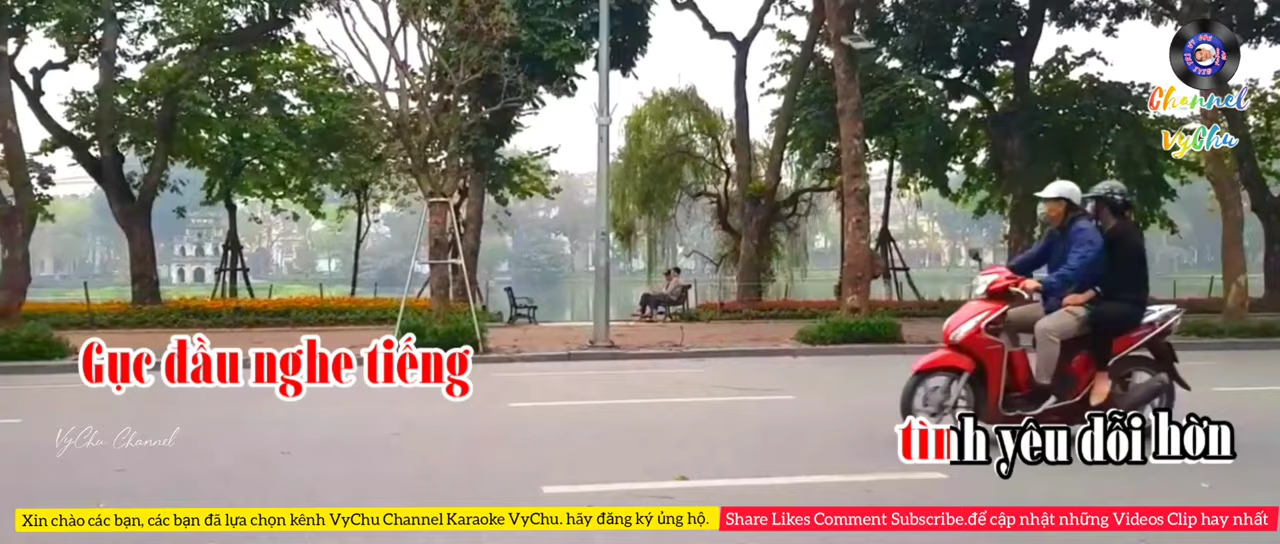 Channel
VyChu
Gục đầu nghe tiếng
tình yêu dỗi hờn
VyChu Channel
Xin chào các bạn, các bạn đã lựa chọn kênh VyChu Channel Karaoke VyChu. hãy đăng ký ủng hộ.
Share Likes Comment Subscribe.để cập nhật những Videos Clip hay nhất